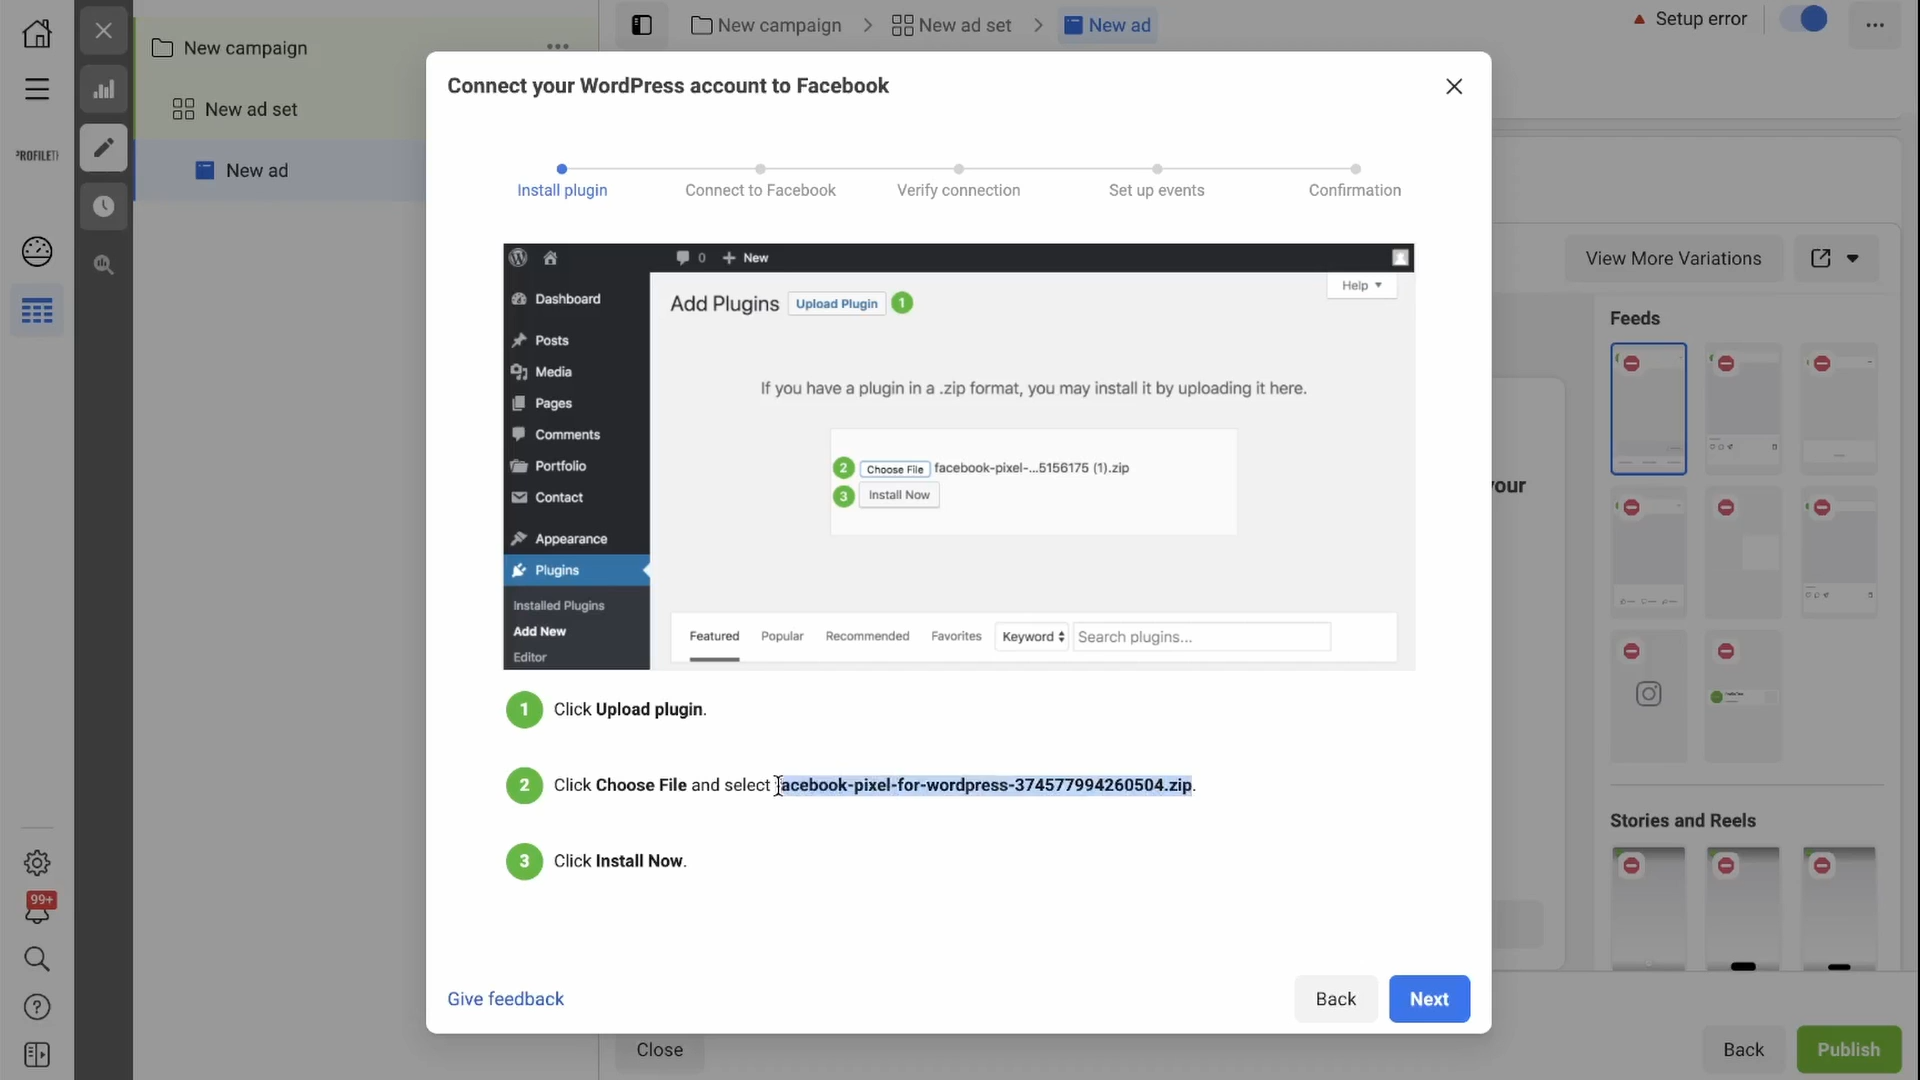 New campaign
New ad set
New ad
Setup error
New campaign
New ad set
New ad
Connect your WordPress account to Facebook
Install plugin
Connect to Facebook
Verify connection
Set up events
Confirmation
0
New
Help
Dashboard
Posts
Media
Pages
Comments
Portfolio
Contact
Appearance
Plugins
Installed Plugins
Add New
Editor
Add Plugins
Upload Plugin
1
If you have a plugin in a .zip format, you may install it by uploading it here.
2 Choose File facebook-pixel-...5156175 (1).zip
3 Install Now
Featured Popular Recommended Favorites Keyword Search plugins...
1 Click Upload plugin.
2 Click Choose File and select facebook-pixel-for-wordpress-374577994260504.zip.
3 Click Install Now.
Give feedback
Back
Next
View More Variations
Feeds
your
Stories and Reels
99+
Close
Back
Publish